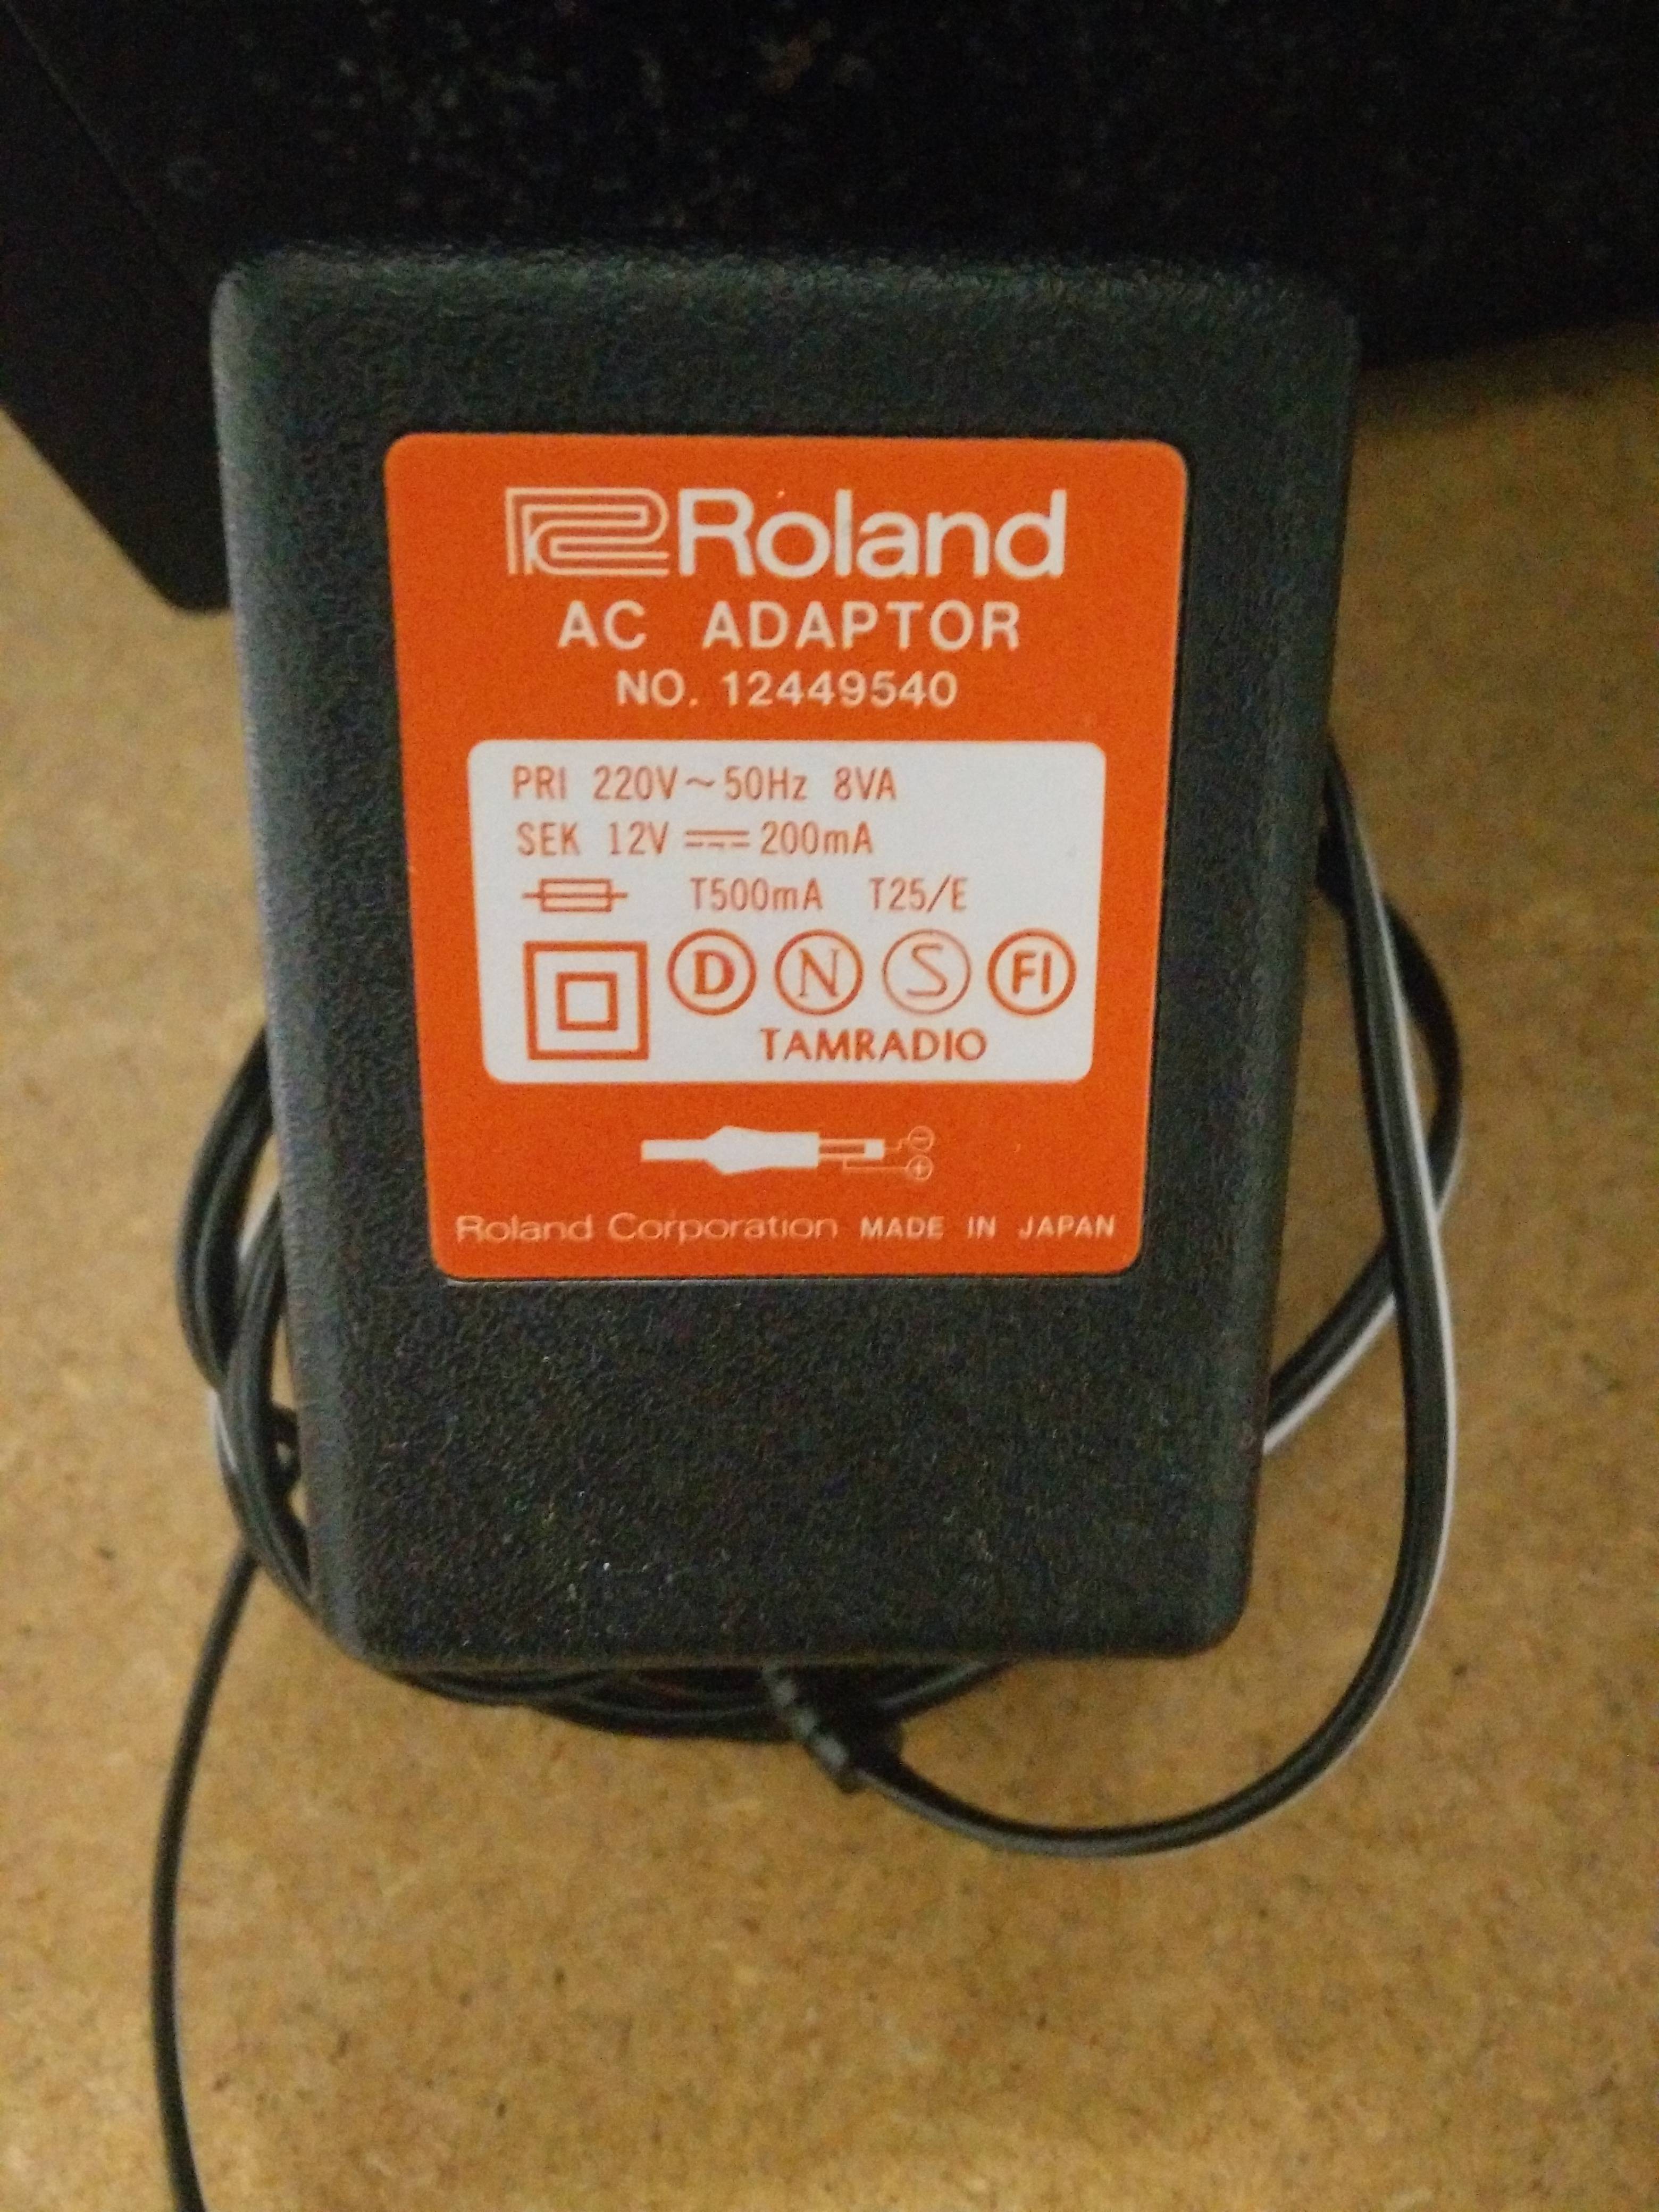 Roland
AC ADAPTOR
NO. 12449540
PRI 220V~50Hz 8VA
SEK 12V ⎓ 200mA
T500mA T25/E
D N S FI
TAMRADIO
- 
+
Roland Corporation MADE IN JAPAN